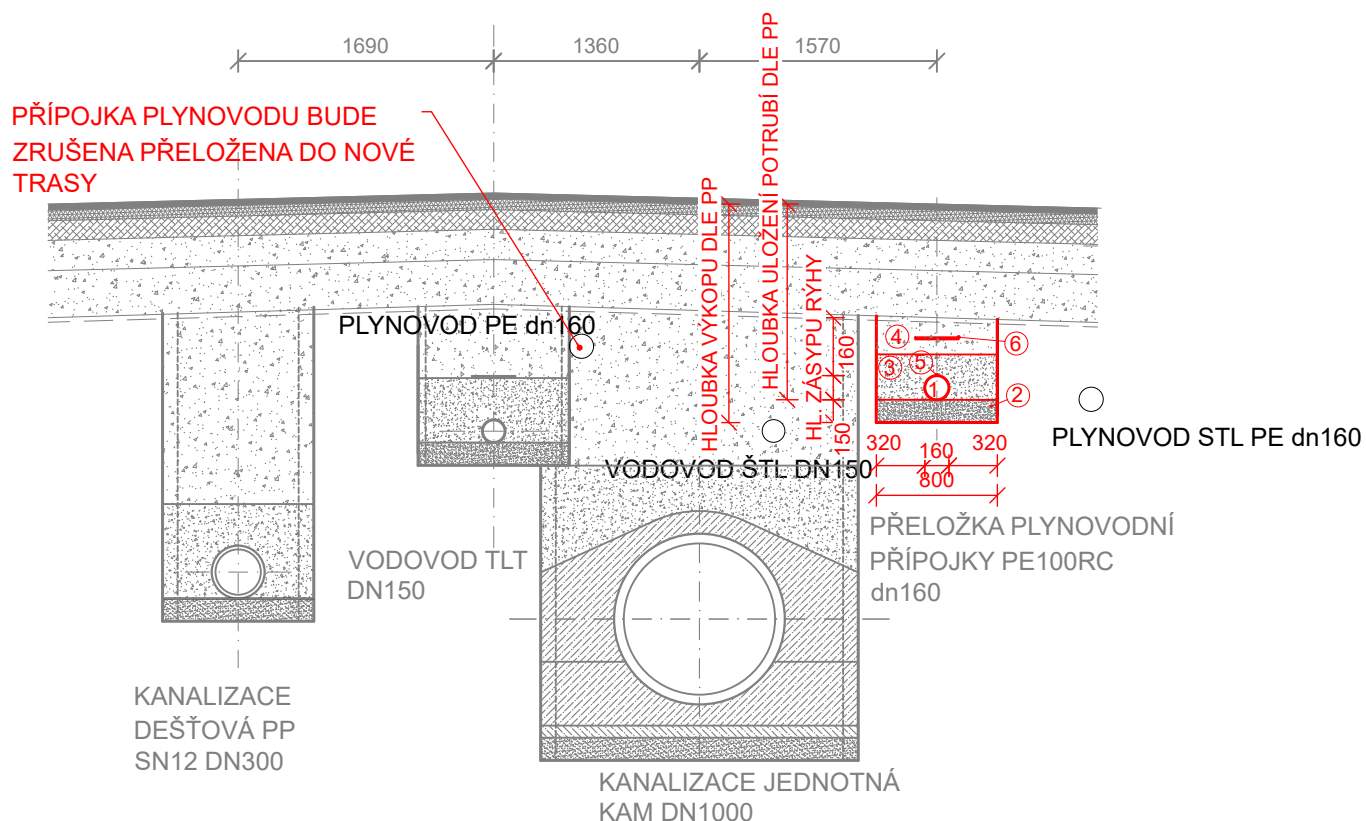 1690
1360
1570
PŘÍPOJKA PLYNOVODU BUDE
ZRUŠENA PŘELOŽENA DO NOVÉ
TRASY
HLOUBKA VÝKOPU DLE PP
HLOUBKA ULOŽENÍ POTRUBÍ DLE PP
HL. ZÁSYPU RÝHY
160
150
PLYNOVOD PE dn160
4
6
3
5
1
2
PLYNOVOD STL PE dn160
320
160
320
800
VODOVOD ŠTL DN150
PŘELOŽKA PLYNOVODNÍ
PŘÍPOJKY PE100RC
dn160
VODOVOD TLT
DN150
KANALIZACE
DEŠŤOVÁ PP
SN12 DN300
KANALIZACE JEDNOTNÁ
KAM DN1000